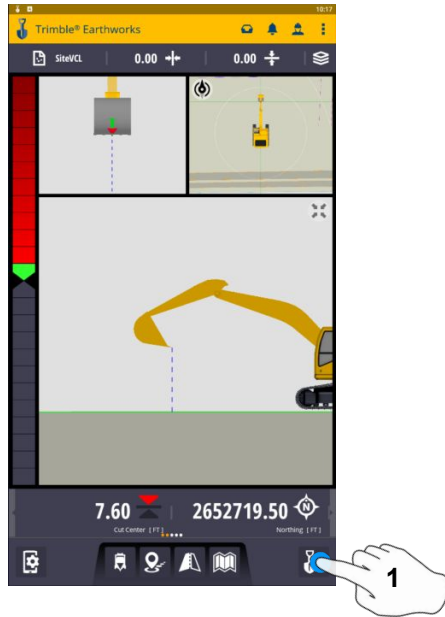 10:17
Trimble® Earthworks
SiteVCL 0.00 0.00
7.60 2652719.50 N
Cut Center [FT] Northing [FT]
1